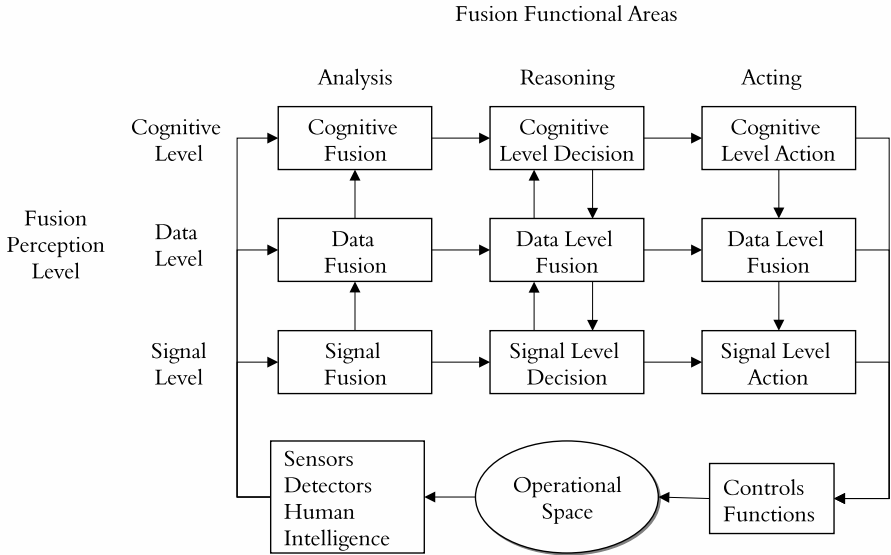 Fusion Functional Areas
Analysis
Reasoning
Acting
Cognitive
Level
Cognitive
Fusion
Cognitive
Level Decision
Cognitive
Level Action
Fusion
Perception
Level
Data
Level
Data
Fusion
Data Level
Fusion
Data Level
Fusion
Signal
Level
Signal
Fusion
Signal Level
Decision
Signal Level
Action
Sensors
Detectors
Human
Intelligence
Operational
Space
Controls
Functions